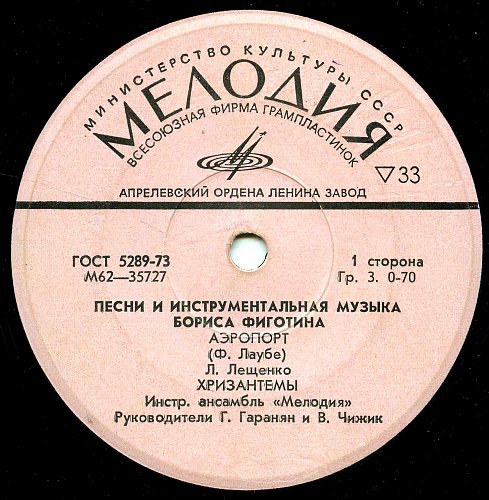 МИНИСТЕРСТВО КУЛЬТУРЫ СССР
МЕЛОДИЯ
ВСЕСОЮЗНАЯ ФИРМА ГРАМПЛАСТИНОК
▽33
АПРЕЛЕВСКИЙ ОРДЕНА ЛЕНИНА ЗАВОД
ГОСТ 5289-73
М62—35727
1 сторона
Гр. 3. 0-70
ПЕСНИ И ИНСТРУМЕНТАЛЬНАЯ МУЗЫКА
БОРИСА ФИГОТИНА
АЭРОПОРТ
(Ф. Лаубе)
Л. Лещенко
ХРИЗАНТЕМЫ
Инстр. ансамбль «Мелодия»
Руководители Г. Гаранян и В. Чижик